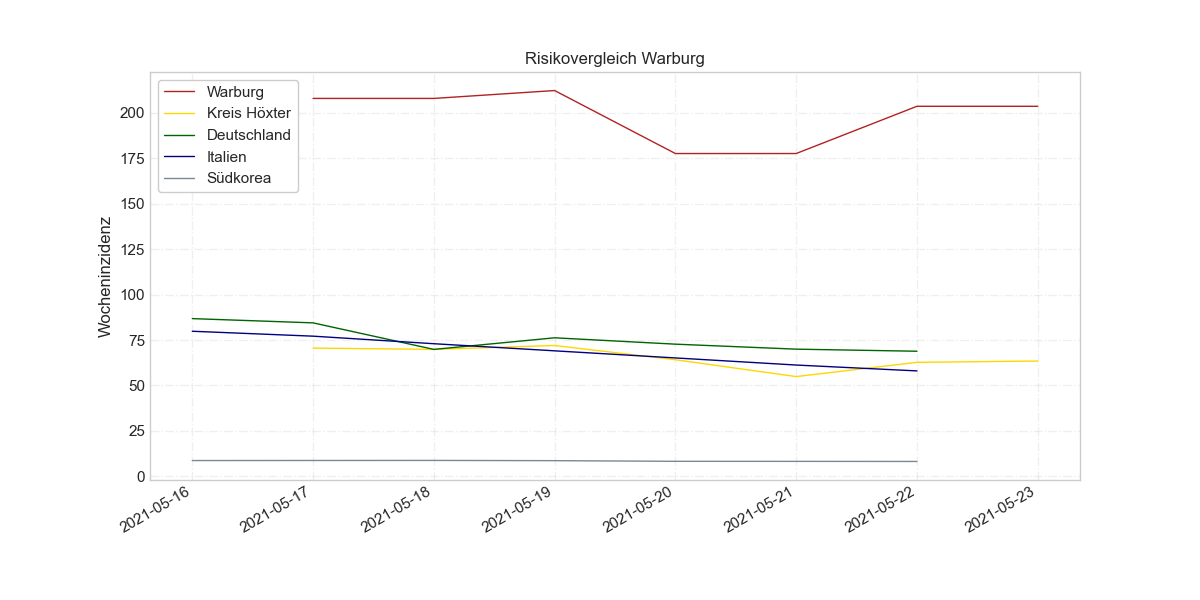 Risikovergleich Warburg
Warburg
Kreis Höxter
Deutschland
Italien
Südkorea
Wocheninzidenz
200
175
150
125
100
75
50
25
0
2021-05-16
2021-05-17
2021-05-18
2021-05-19
2021-05-20
2021-05-21
2021-05-22
2021-05-23